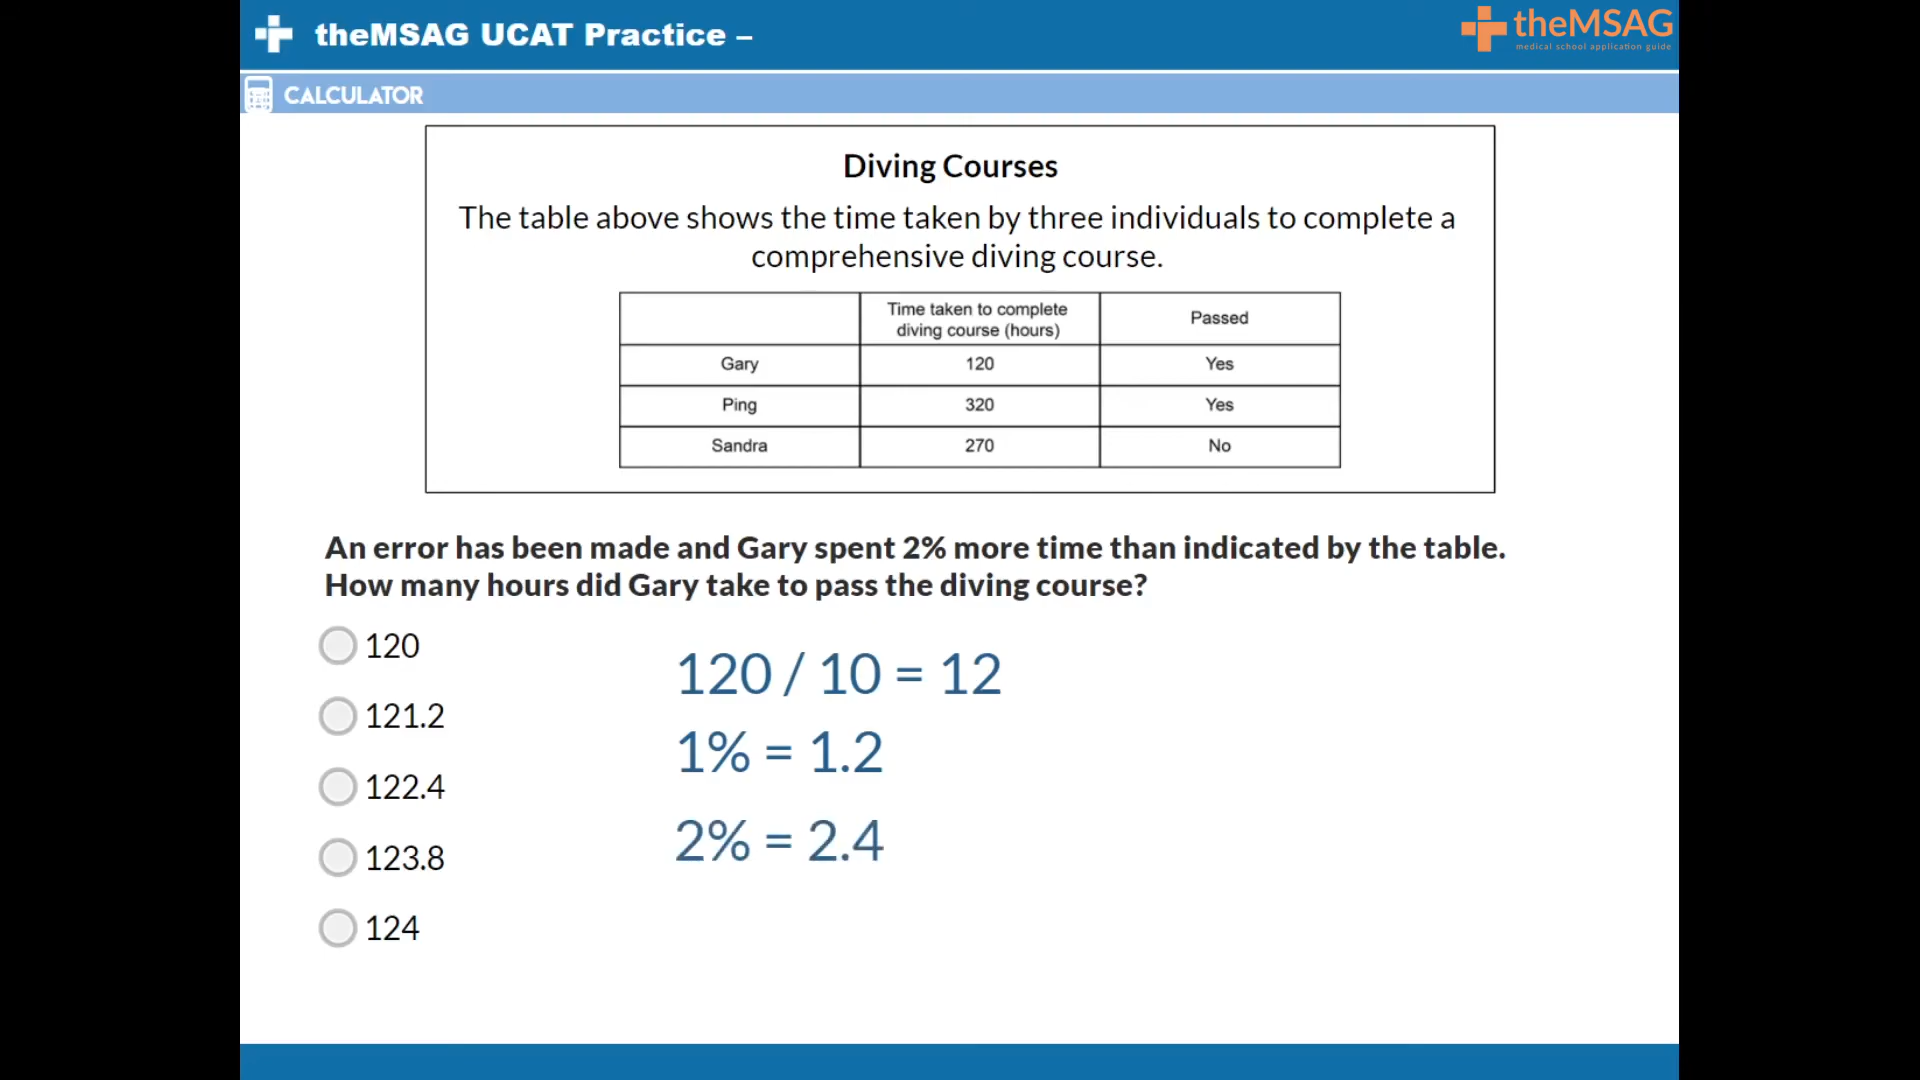 theMSAG UCAT Practice –
theMSAG
medical school application guide
CALCULATOR
Diving Courses
The table above shows the time taken by three individuals to complete a
comprehensive diving course.
Time taken to complete
diving course (hours)
Passed
Gary 120 Yes
Ping 320 Yes
Sandra 270 No
An error has been made and Gary spent 2% more time than indicated by the table.
How many hours did Gary take to pass the diving course?
120
121.2
122.4
123.8
124
120 / 10 = 12
1% = 1.2
2% = 2.4